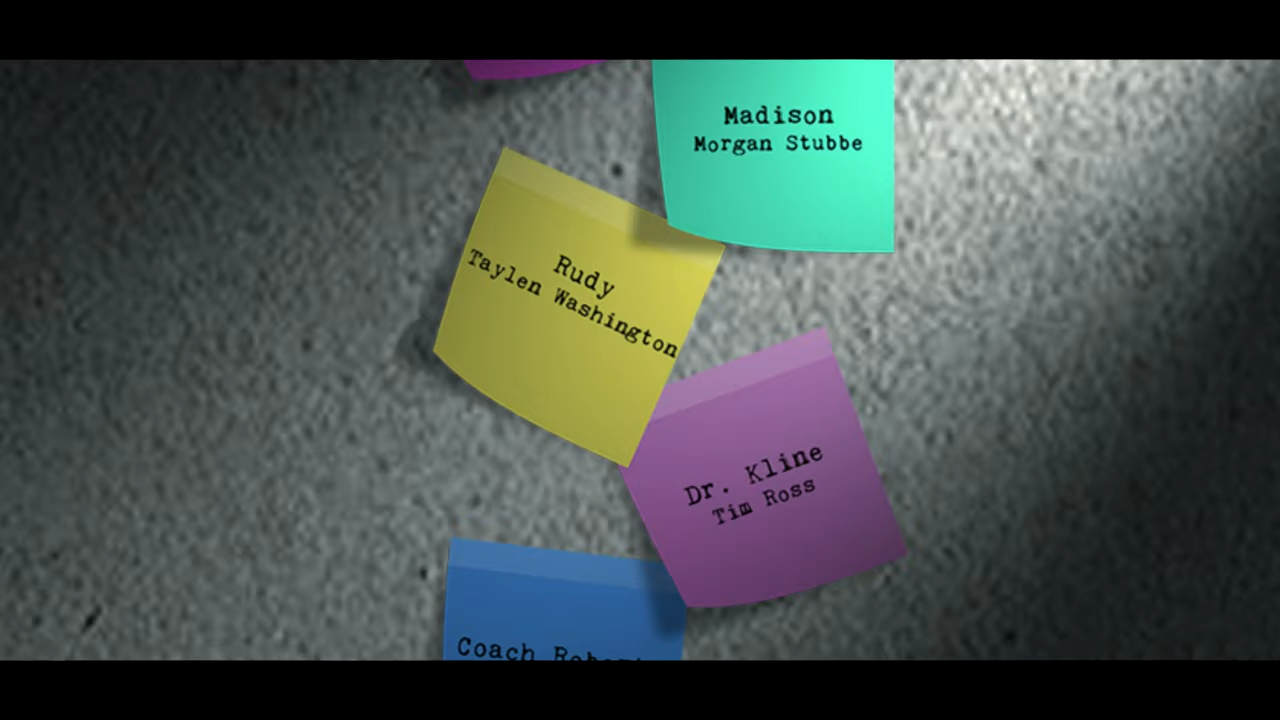 Madison
Morgan Stubbe
Rudy
Taylen Washington
Dr. Kline
Tim Ross
Coach